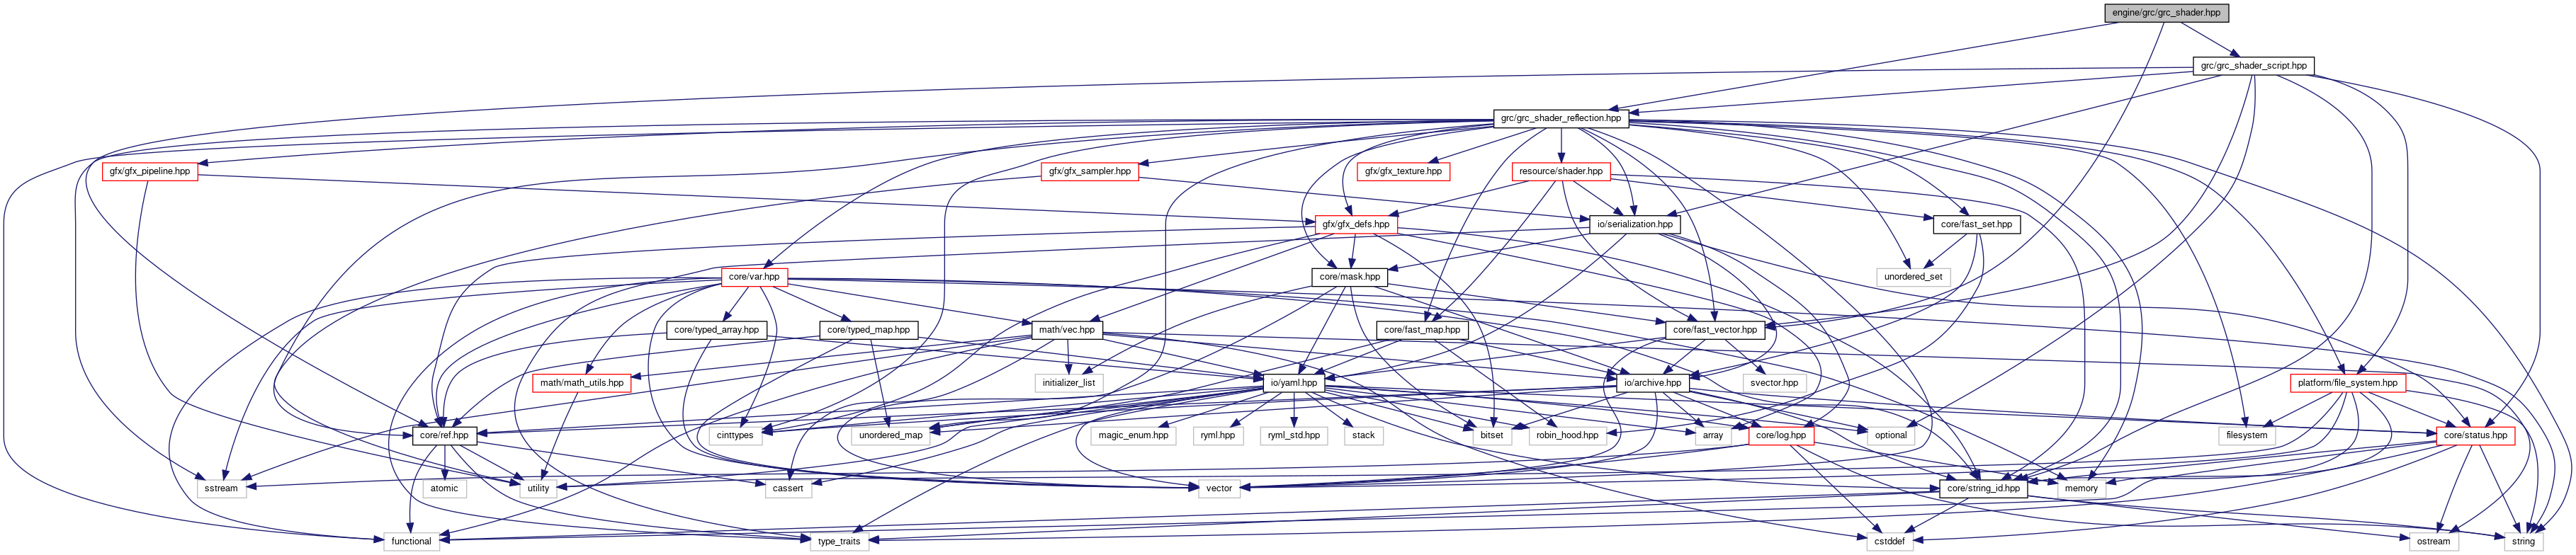 engine/grc/grc_shader.hpp
grc/grc_shader_script.hpp
grc/grc_shader_reflection.hpp
gfx/gfx_pipeline.hpp
gfx/gfx_sampler.hpp
gfx/gfx_texture.hpp
resource/shader.hpp
gfx/gfx_defs.hpp
io/serialization.hpp
core/fast_set.hpp
core/var.hpp
core/mask.hpp
unordered_set
core/typed_array.hpp
core/typed_map.hpp
math/vec.hpp
core/fast_map.hpp
core/fast_vector.hpp
math/math_utils.hpp
initializer_list
io/yaml.hpp
io/archive.hpp
svector.hpp
platform/file_system.hpp
core/ref.hpp
cinttypes
unordered_map
magic_enum.hpp
ryml.hpp
ryml_std.hpp
stack
bitset
robin_hood.hpp
array
core/log.hpp
optional
filesystem
core/status.hpp
sstream
atomic
utility
cassert
vector
core/string_id.hpp
memory
functional
type_traits
cstddef
ostream
string